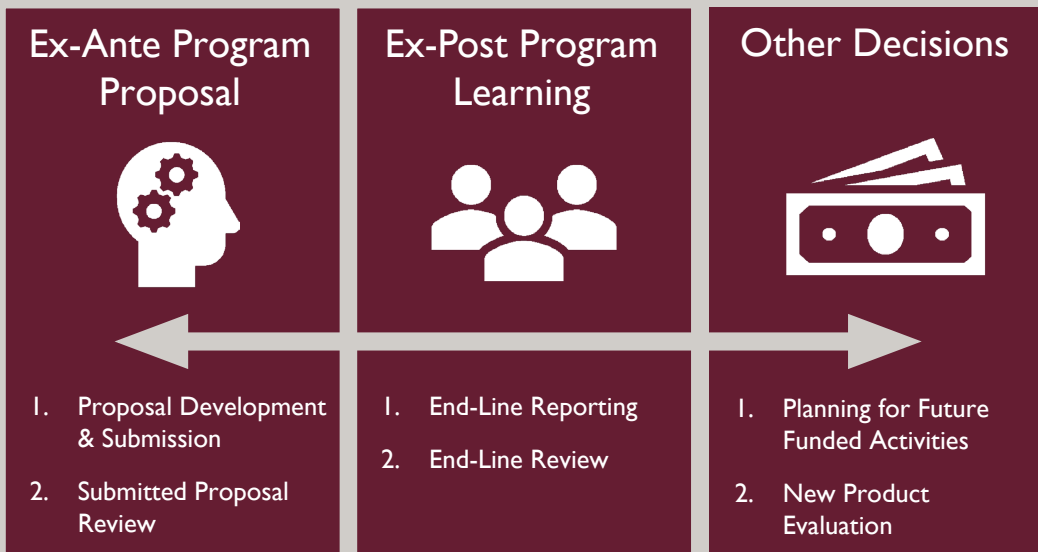 Ex-Ante Program
Proposal
1. Proposal Development
& Submission
2. Submitted Proposal
Review
Ex-Post Program
Learning
1. End-Line Reporting
2. End-Line Review
Other Decisions
1. Planning for Future
Funded Activities
2. New Product
Evaluation